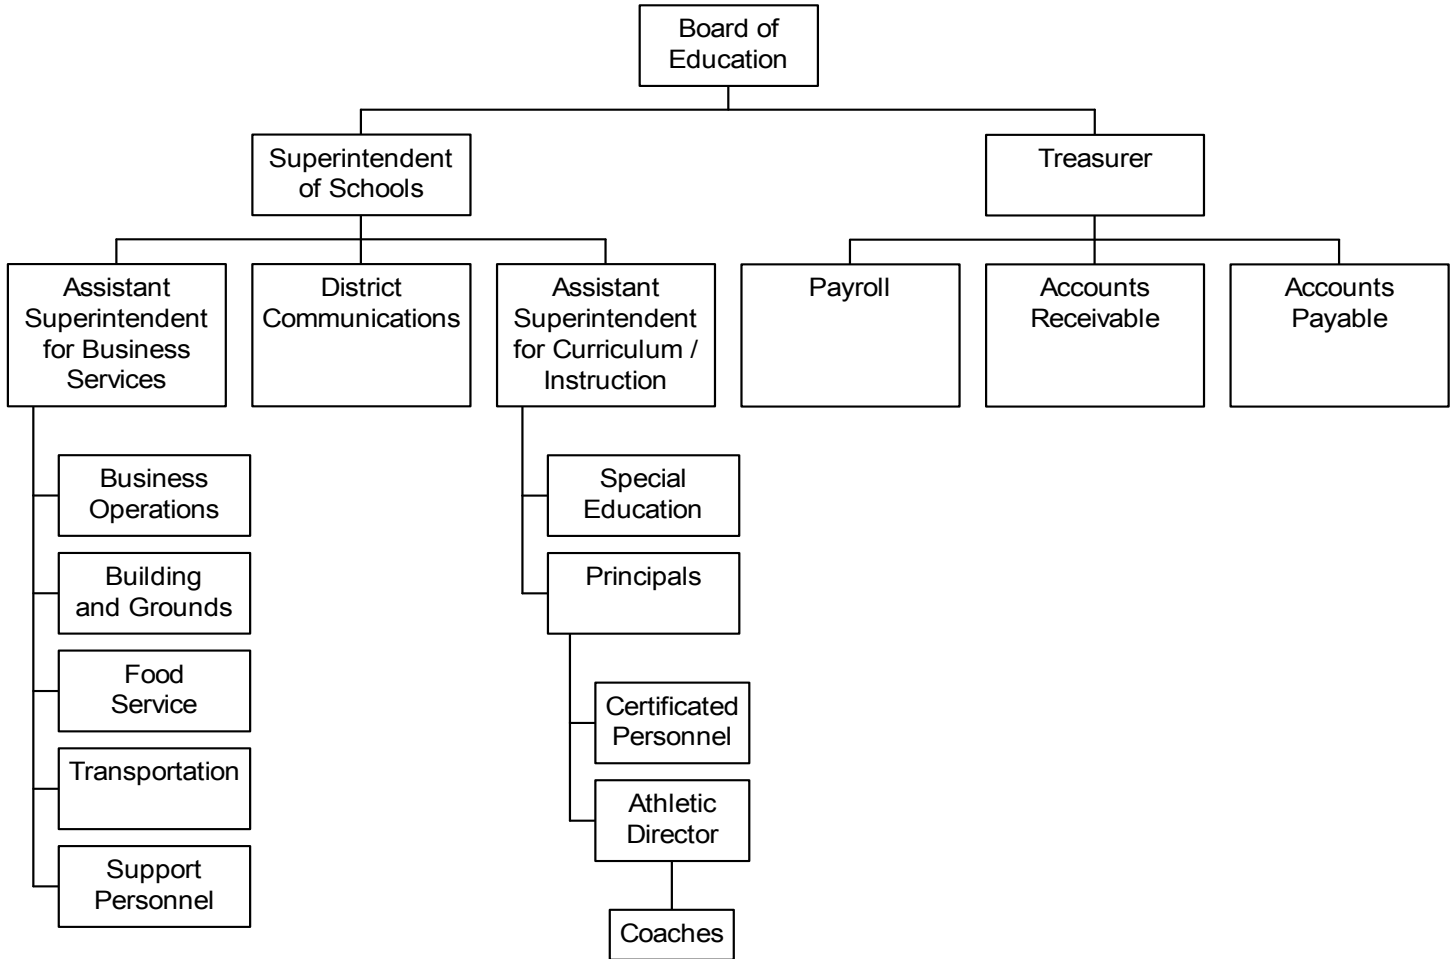 Board of
Education
Superintendent
of Schools
Treasurer
Assistant
Superintendent
for Business
Services
District
Communications
Assistant
Superintendent
for Curriculum /
Instruction
Payroll
Accounts
Receivable
Accounts
Payable
Business
Operations
Building
and Grounds
Food
Service
Transportation
Support
Personnel
Special
Education
Principals
Certificated
Personnel
Athletic
Director
Coaches